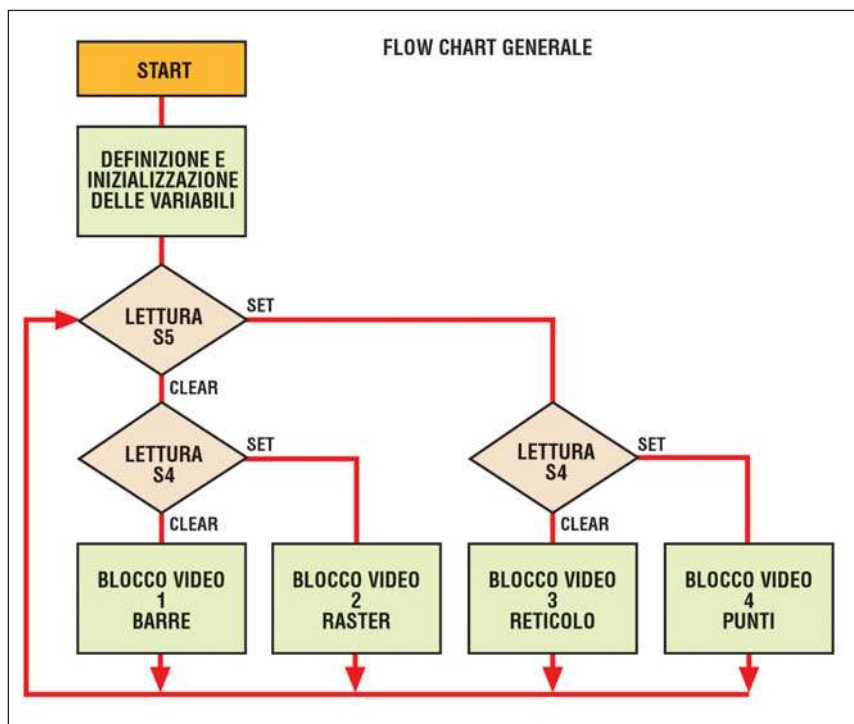 FLOW CHART GENERALE
START
DEFINIZIONE E
INIZIALIZZAZIONE
DELLE VARIABILI
LETTURA
S5
SET
CLEAR
LETTURA
S4
SET
CLEAR
LETTURA
S4
SET
CLEAR
BLOCCO VIDEO
1
BARRE
BLOCCO VIDEO
2
RASTER
BLOCCO VIDEO
3
RETICOLO
BLOCCO VIDEO
4
PUNTI